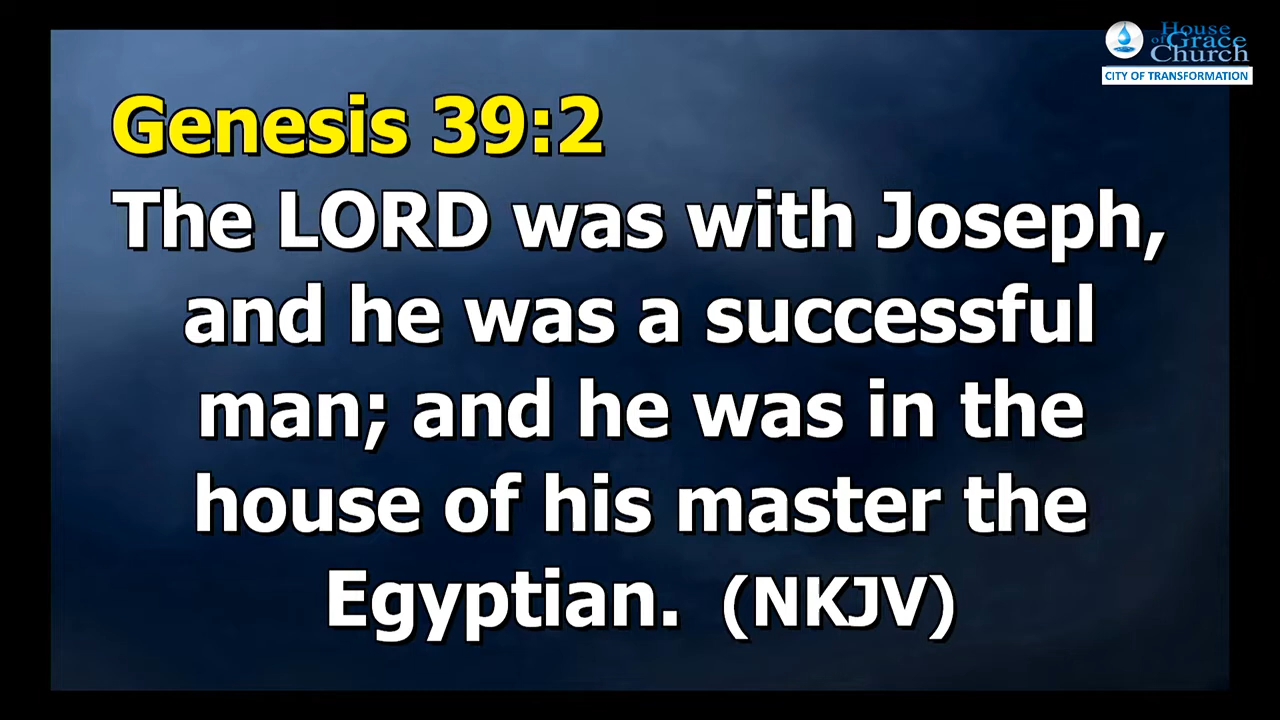 House
of Grace
Church
CITY OF TRANSFORMATION
Genesis 39:2
The LORD was with Joseph,
and he was a successful
man; and he was in the
house of his master the
Egyptian. (NKJV)